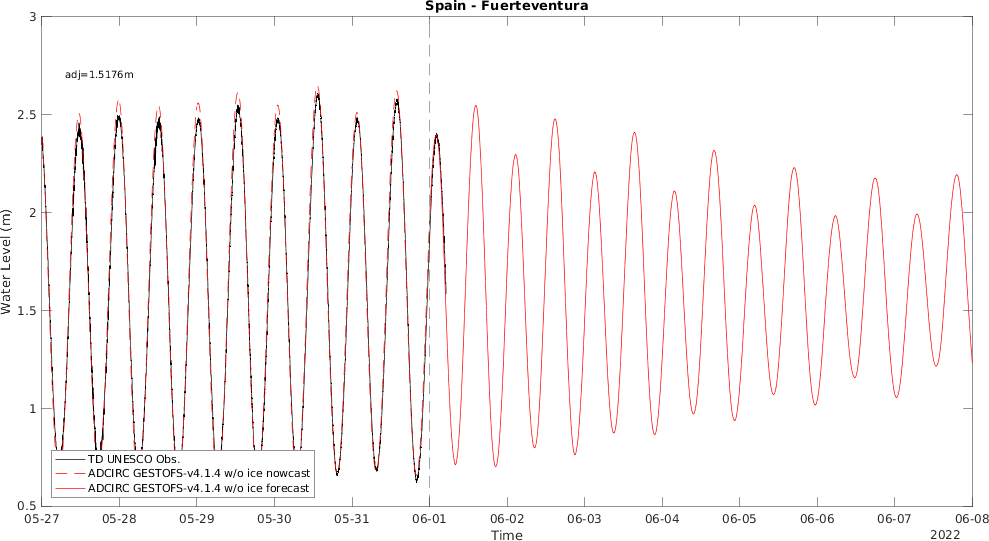 Spain - Fuerteventura
adj=1.5176m
Water Level (m)
3
2.5
2
1.5
1
0.5
TD UNESCO Obs.
ADCIRC GESTOFS-v4.1.4 w/o ice nowcast
ADCIRC GESTOFS-v4.1.4 w/o ice forecast
05-27 05-28 05-29 05-30 05-31 06-01 06-02 06-03 06-04 06-05 06-06 06-07 06-08
Time
2022